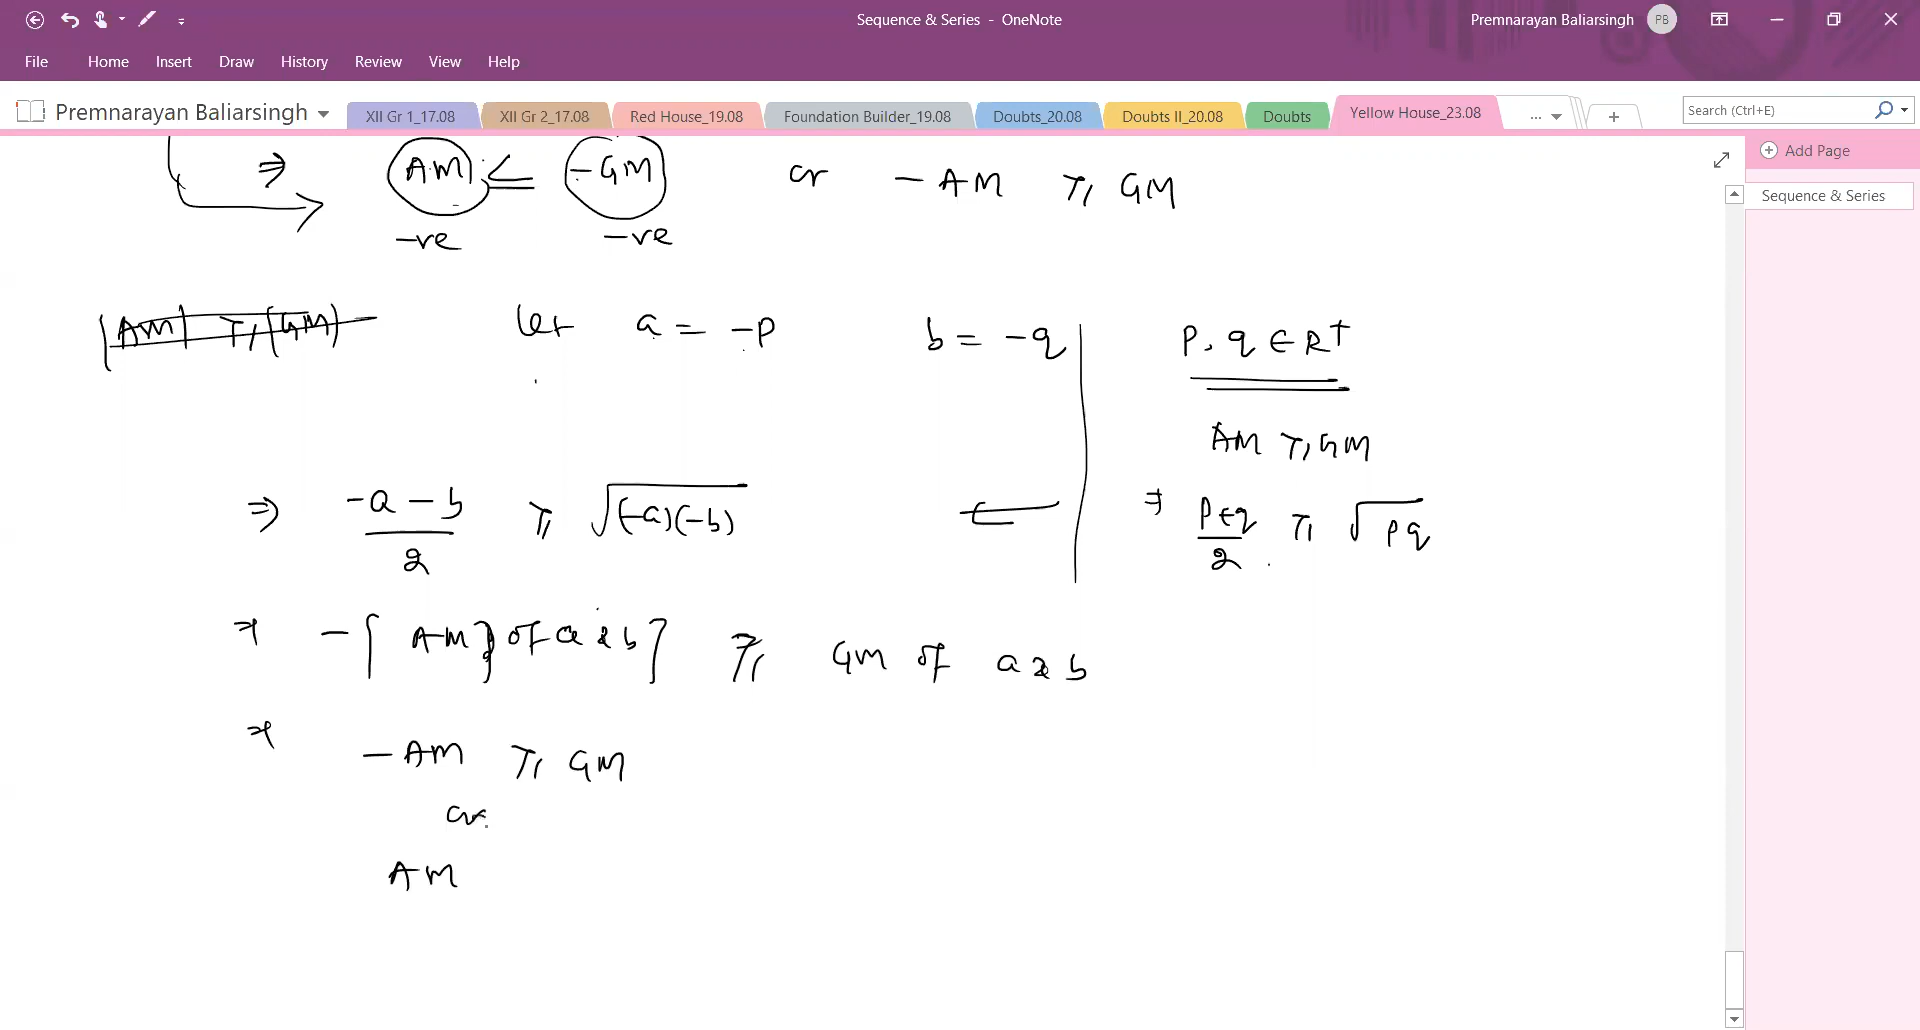 Sequence & Series - OneNote
Premnarayan Baliarsingh PB
File Home Insert Draw History Review View Help
Premnarayan Baliarsingh
XII Gr 1_17.08 XII Gr 2_17.08 Red House_19.08 Foundation Builder_19.08 Doubts_20.08 Doubts II_20.08 Doubts Yellow House_23.08 ... +
Search (Ctrl+E)
Add Page
Sequence & Series
⇒ AM ≤ -GM or -AM ≥ GM
-ve -ve
|AM| ≥ |GM| let a = -p b = -q p, q ∈ R+
AM ≥ GM
⇒ (-a - b)/2 ≥ √(-a)(-b) ⇐ ⇒ (p+q)/2 ≥ √pq
⇒ -[AM} of a & b] ≥ GM of a & b
⇒ -AM ≥ GM
or
AM